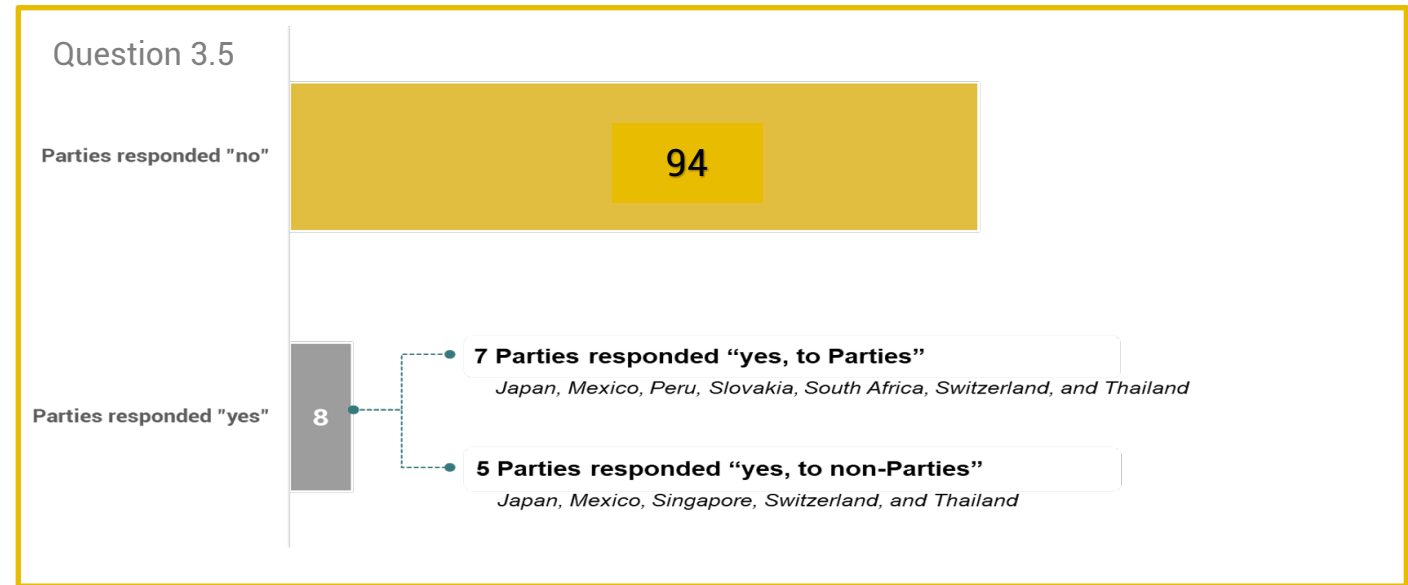 Question 3.5
Parties responded "no"
94
Parties responded "yes"
8
7 Parties responded “yes, to Parties”
Japan, Mexico, Peru, Slovakia, South Africa, Switzerland, and Thailand
5 Parties responded “yes, to non-Parties”
Japan, Mexico, Singapore, Switzerland, and Thailand